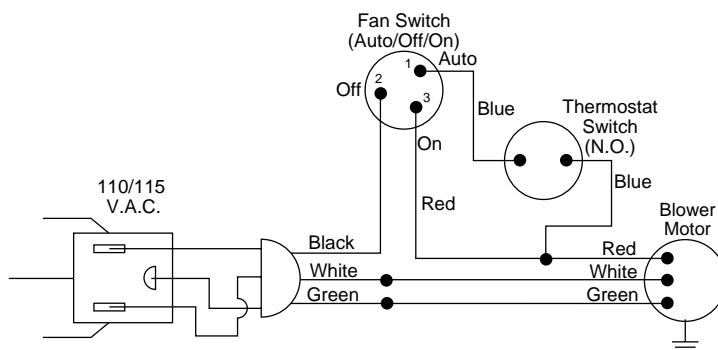 Fan Switch
(Auto/Off/On)
1
Auto
2
Off
3
On
Blue
Thermostat
Switch
(N.O.)
Blue
110/115
V.A.C.
Red
Blower
Motor
Black
Red
White
White
Green
Green